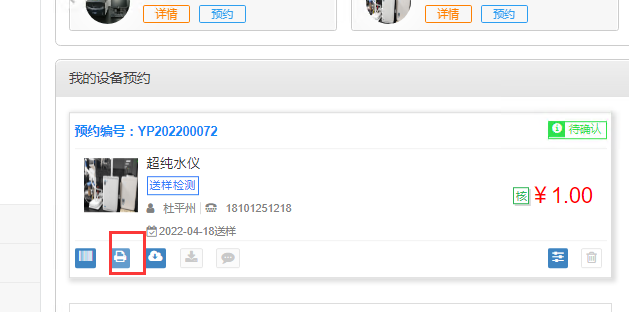 详情 预约 详情 预约
我的设备预约
预约编号：YP202200072 待确认
超纯水仪
送样检测
核 ¥ 1.00
杜平州 | 18101251218
2022-04-18送样